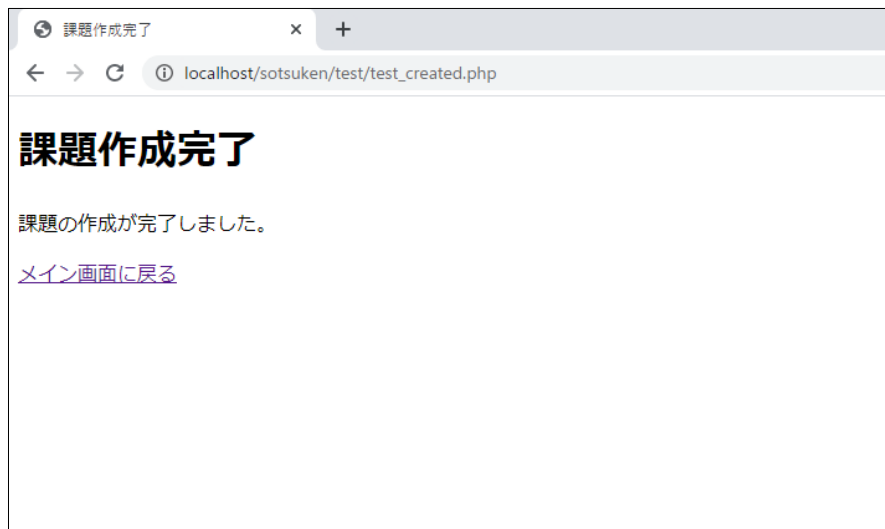 課題作成完了
localhost/sotsuken/test/test_created.php
課題作成完了
課題の作成が完了しました。
メイン画面に戻る